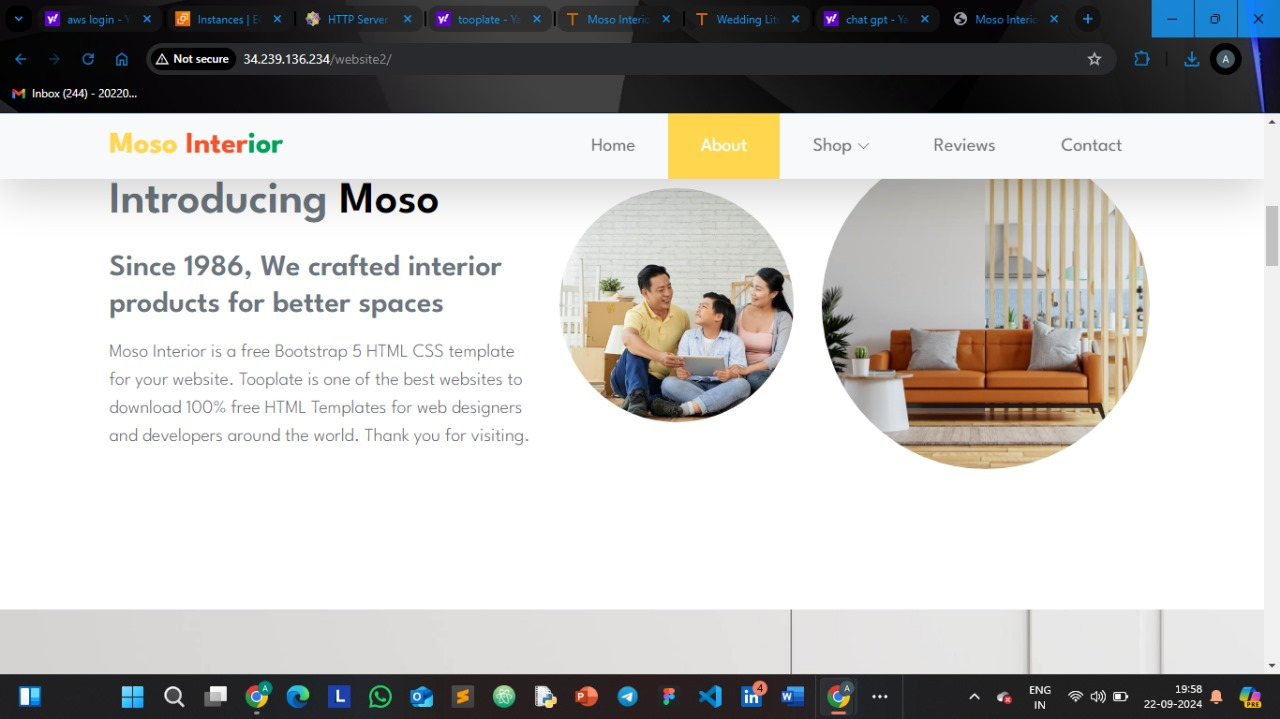 aws login - Y
Instances | E
HTTP Server
tooplate - Ya
Moso Interio
Wedding Lit
chat gpt - Ya
Moso Interio
Not secure
34.239.136.234/website2/
A
Inbox (244) - 20220...
Moso Interior
Home
About
Shop
Reviews
Contact
Introducing Moso
Since 1986, We crafted interior
products for better spaces
Moso Interior is a free Bootstrap 5 HTML CSS template
for your website. Tooplate is one of the best websites to
download 100% free HTML Templates for web designers
and developers around the world. Thank you for visiting.
ENG
IN
19:58
22-09-2024